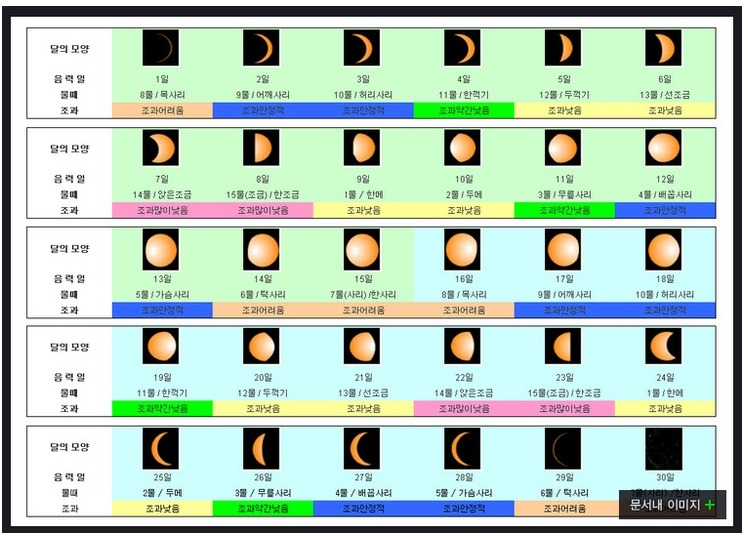 달의 모양
음력일 1일 2일 3일 4일 5일 6일
물때 8물 / 목사리 9물 / 어깨사리 10물 / 허리사리 11물 / 한꺽기 12물 / 두꺽기 13물 / 선조금
조과 조과어려움 조과안정적 조과안정적 조과약간낮음 조과낮음 조과낮음
달의 모양
음력일 7일 8일 9일 10일 11일 12일
물때 14물 / 앉은조금 15물(조금) / 한조금 1물 / 한메 2물 / 두메 3물 / 무릎사리 4물 / 배꼽사리
조과 조과많이낮음 조과많이낮음 조과낮음 조과낮음 조과약간낮음 조과안정적
달의 모양
음력일 13일 14일 15일 16일 17일 18일
물때 5물 / 가슴사리 6물 / 턱사리 7물(사리) / 한사리 8물 / 목사리 9물 / 어깨사리 10물 / 허리사리
조과 조과안정적 조과어려움 조과어려움 조과어려움 조과안정적 조과안정적
달의 모양
음력일 19일 20일 21일 22일 23일 24일
물때 11물 / 한꺽기 12물 / 두꺽기 13물 / 선조금 14물 / 앉은조금 15물(조금) / 한조금 1물 / 한메
조과 조과약간낮음 조과낮음 조과낮음 조과많이낮음 조과많이낮음 조과낮음
달의 모양
음력일 25일 26일 27일 28일 29일 30일
물때 2물 / 두메 3물 / 무릎사리 4물 / 배꼽사리 5물 / 가슴사리 6물 / 턱사리
조과 조과낮음 조과약간낮음 조과안정적 조과안정적 조과어려움
문서내 이미지 +